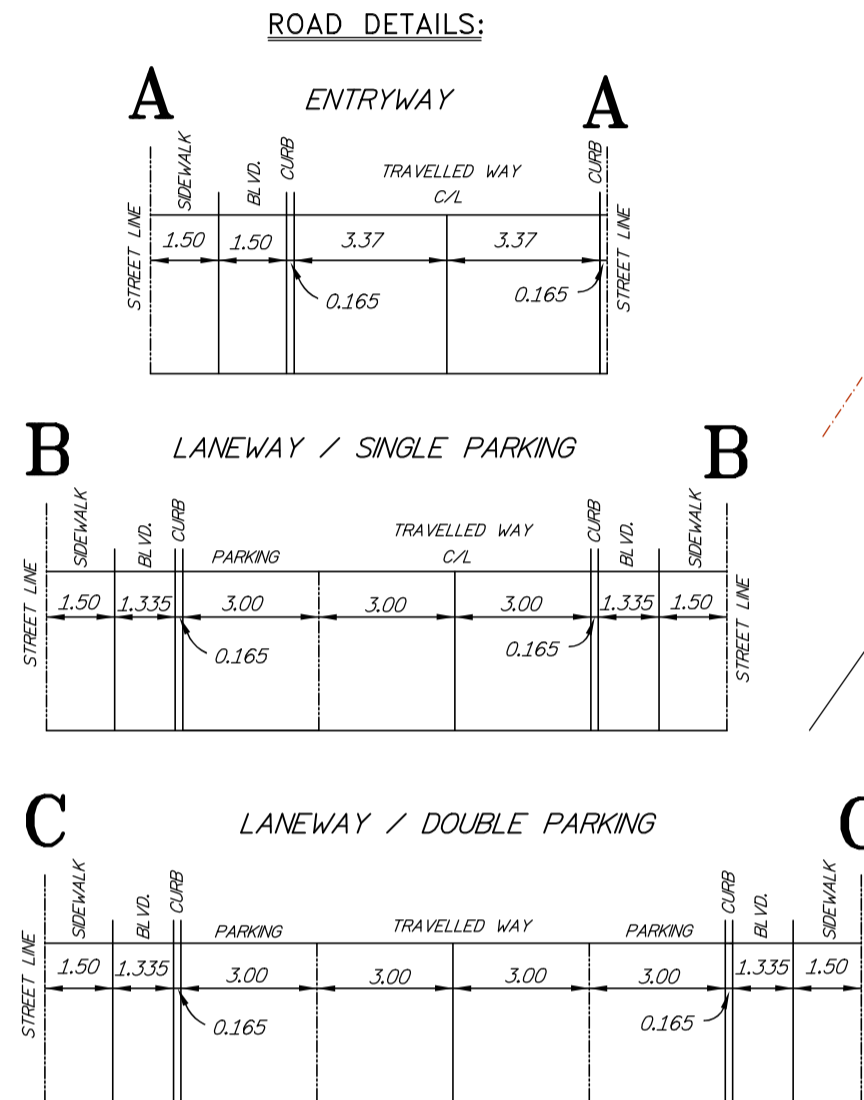 ROAD DETAILS:
A ENTRYWAY A
SIDEWALK BLVD. CURB TRAVELLED WAY CURB
C/L
STREET LINE 1.50 1.50 3.37 3.37 STREET LINE
0.165 0.165
B LANEWAY / SINGLE PARKING B
SIDEWALK BLVD. CURB PARKING TRAVELLED WAY CURB BLVD. SIDEWALK
C/L
STREET LINE 1.50 1.335 3.00 3.00 3.00 1.335 1.50 STREET LINE
0.165 0.165
C LANEWAY / DOUBLE PARKING C
SIDEWALK BLVD. CURB PARKING TRAVELLED WAY PARKING CURB BLVD. SIDEWALK
STREET LINE 1.50 1.335 3.00 3.00 3.00 3.00 1.335 1.50
0.165 0.165